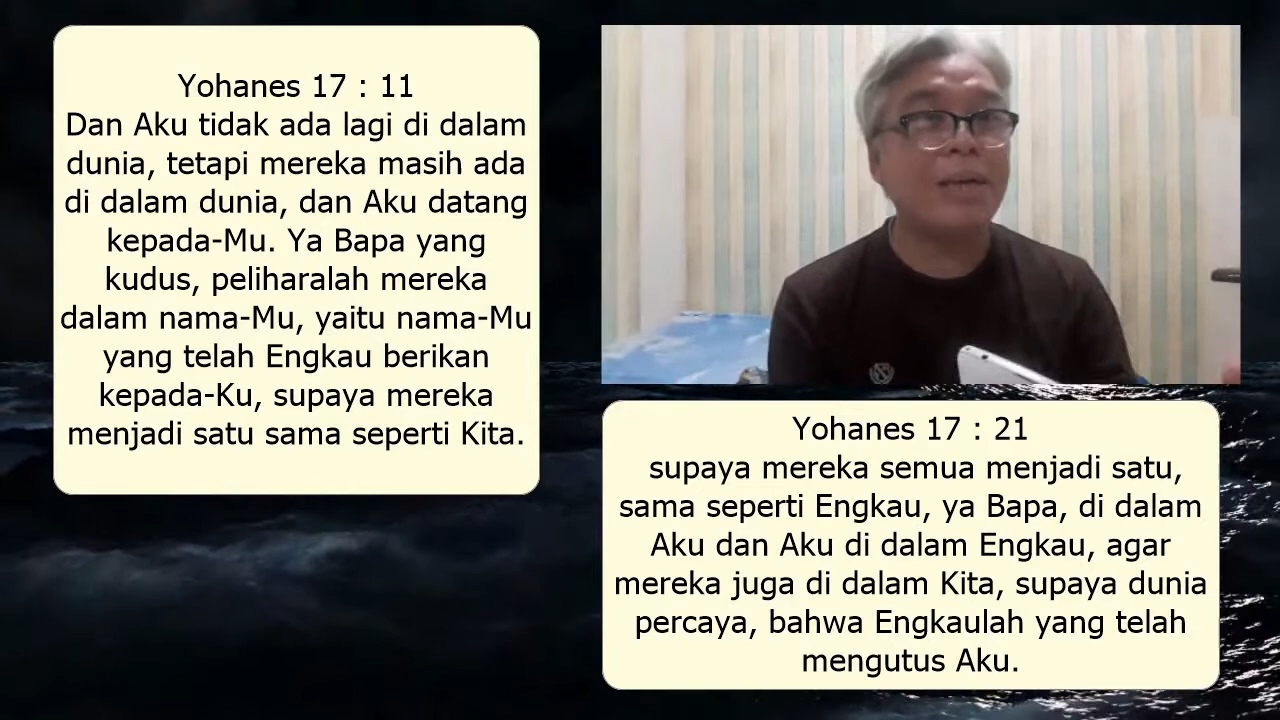 Yohanes 17 : 11
Dan Aku tidak ada lagi di dalam
dunia, tetapi mereka masih ada
di dalam dunia, dan Aku datang
kepada-Mu. Ya Bapa yang
kudus, peliharalah mereka
dalam nama-Mu, yaitu nama-Mu
yang telah Engkau berikan
kepada-Ku, supaya mereka
menjadi satu sama seperti Kita.
Yohanes 17 : 21
supaya mereka semua menjadi satu,
sama seperti Engkau, ya Bapa, di dalam
Aku dan Aku di dalam Engkau, agar
mereka juga di dalam Kita, supaya dunia
percaya, bahwa Engkaulah yang telah
mengutus Aku.